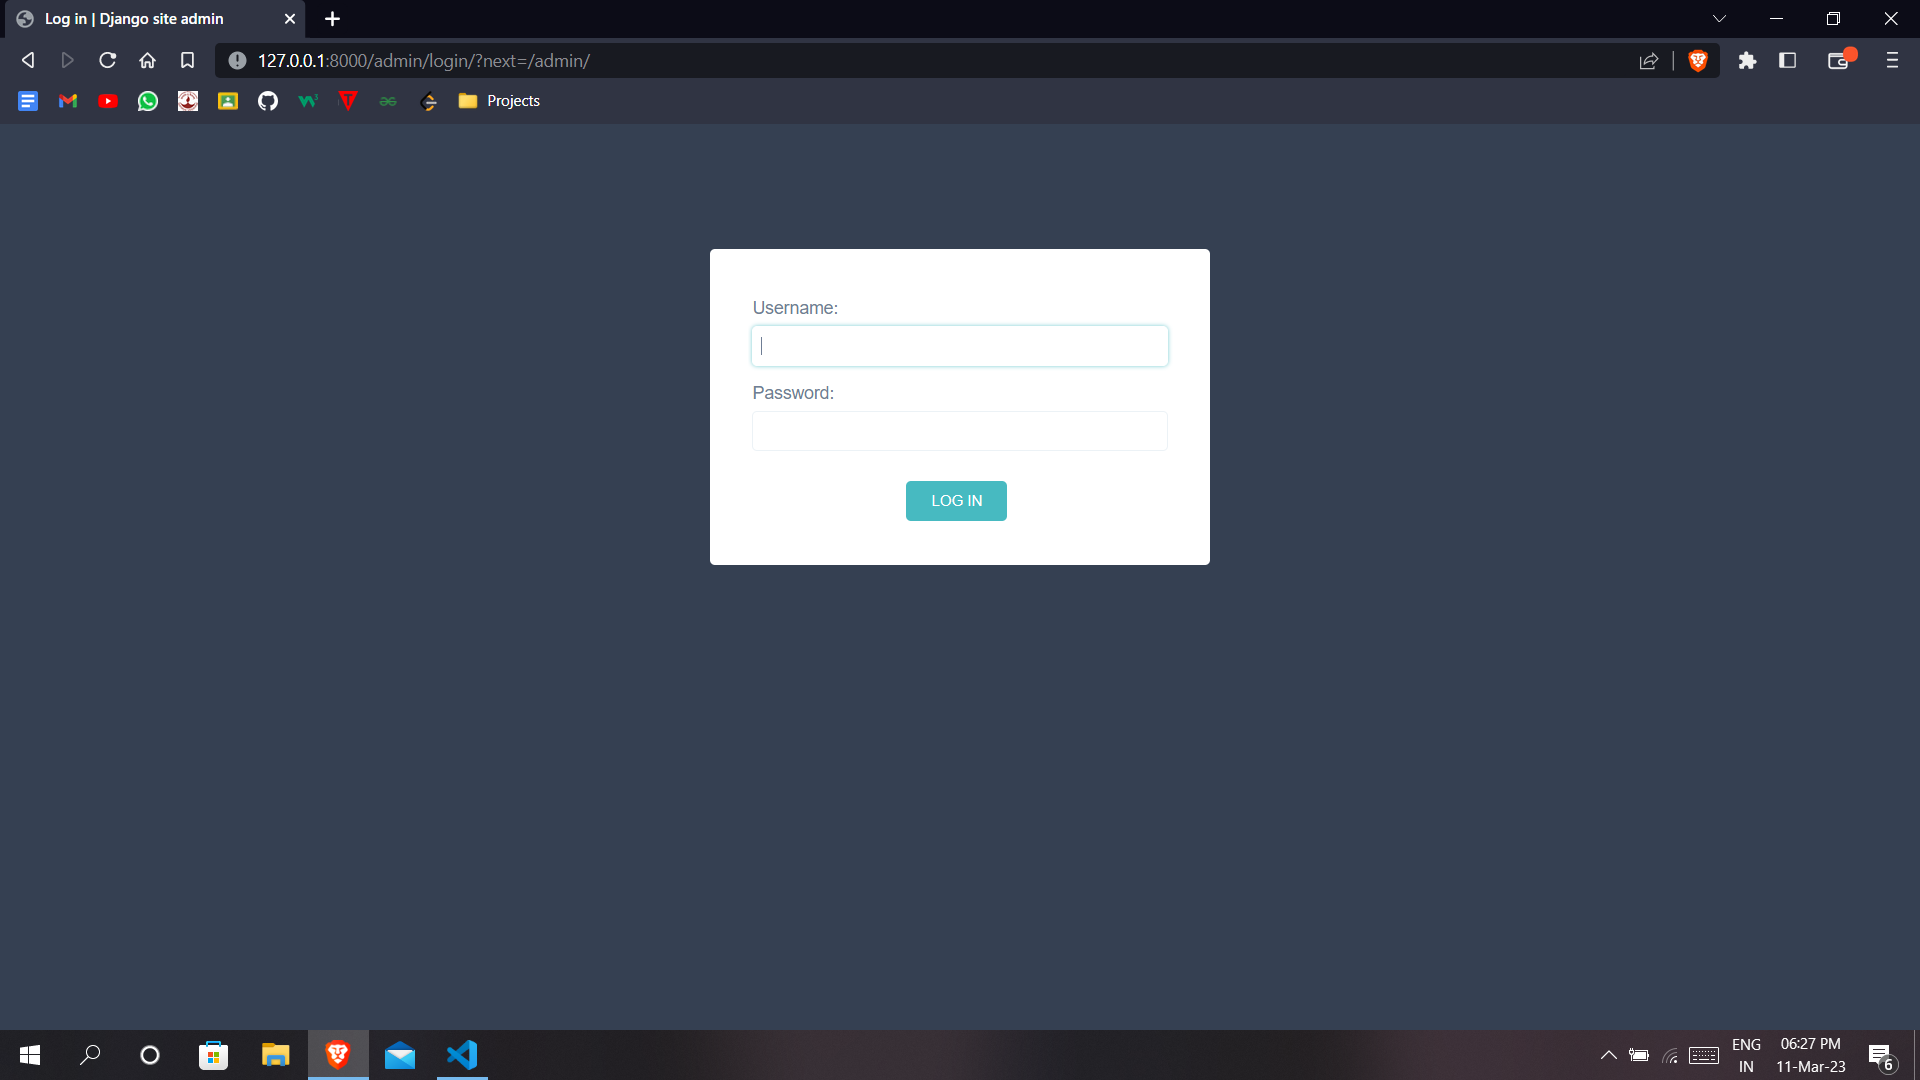 Log in | Django site admin
127.0.0.1:8000/admin/login/?next=/admin/
Projects
Username:
Password:
LOG IN
ENG
IN
06:27 PM
11-Mar-23
6